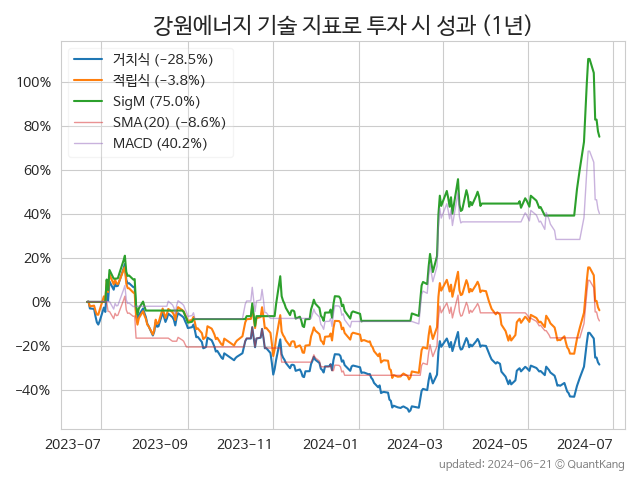 강원에너지 기술 지표로 투자 시 성과 (1년)
거치식 (−28.5%)
적립식 (−3.8%)
SigM (75.0%)
SMA(20) (−8.6%)
MACD (40.2%)
100%
80%
60%
40%
20%
0%
−20%
−40%
2023−07
2023−09
2023−11
2024−01
2024−03
2024−05
2024−07
updated: 2024−06−21 © QuantKang